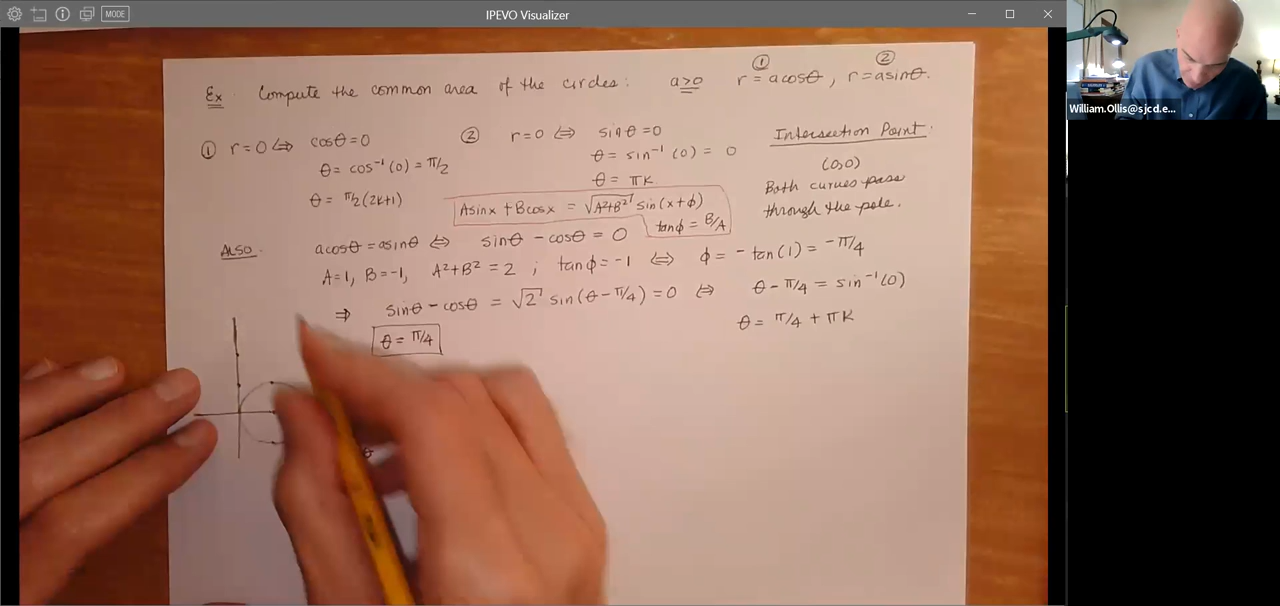 IPEVO Visualizer
MODE
William.Ollis@sjcd.e...
Ex. Compute the common area of the circles: a>0 ① r = a cosθ, ② r = a sinθ.
① r=0 ⇔ cosθ=0
θ = cos⁻¹(0) = π/2
θ = π/2(2k+1)
② r=0 ⇔ sinθ=0
θ = sin⁻¹(0) = 0
θ = πK
Intersection Point:
(0,0)
Both curves pass
through the pole.
Asinx + Bcosx = √A²+B² sin(x+ϕ)
tanϕ = B/A
ALSO. acosθ = asinθ ⇔ sinθ - cosθ = 0
A=1, B=-1, A²+B² = 2 ; tanϕ = -1 ⇔ ϕ = -tan(1) = -π/4
⇒ sinθ - cosθ = √2 sin(θ-π/4) = 0 ⇔ θ-π/4 = sin⁻¹(0)
θ = π/4
θ = π/4 + πK
θ